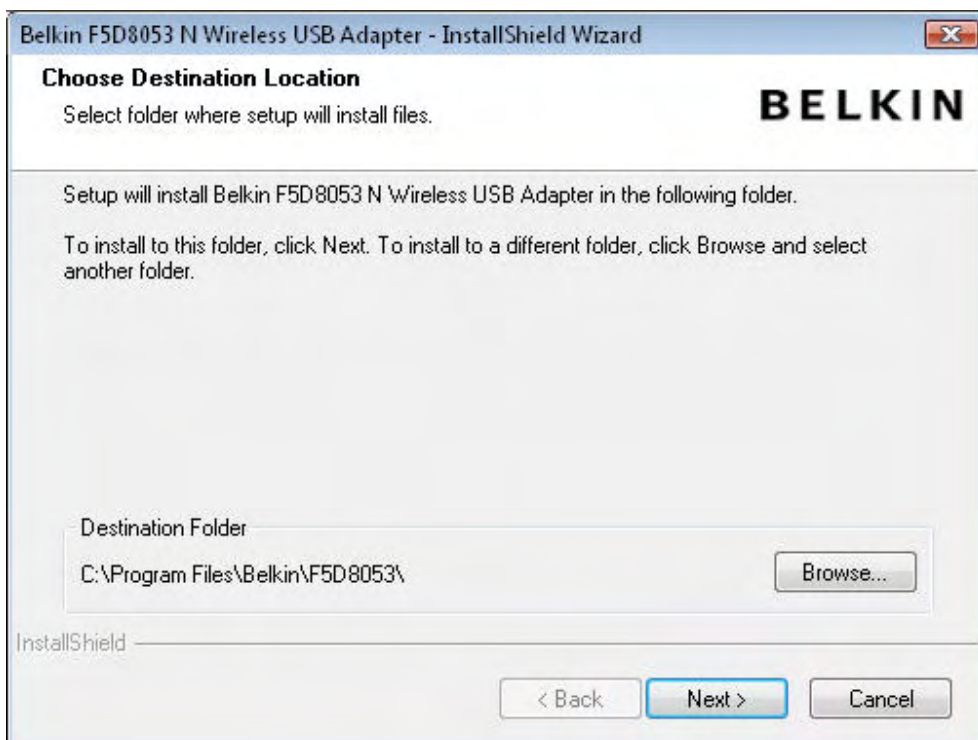 Belkin F5D8053 N Wireless USB Adapter - InstallShield Wizard
Choose Destination Location
Select folder where setup will install files.
BELKIN
Setup will install Belkin F5D8053 N Wireless USB Adapter in the following folder.
To install to this folder, click Next. To install to a different folder, click Browse and select
another folder.
Destination Folder
C:\Program Files\Belkin\F5D8053\
Browse...
InstallShield
< Back
Next >
Cancel